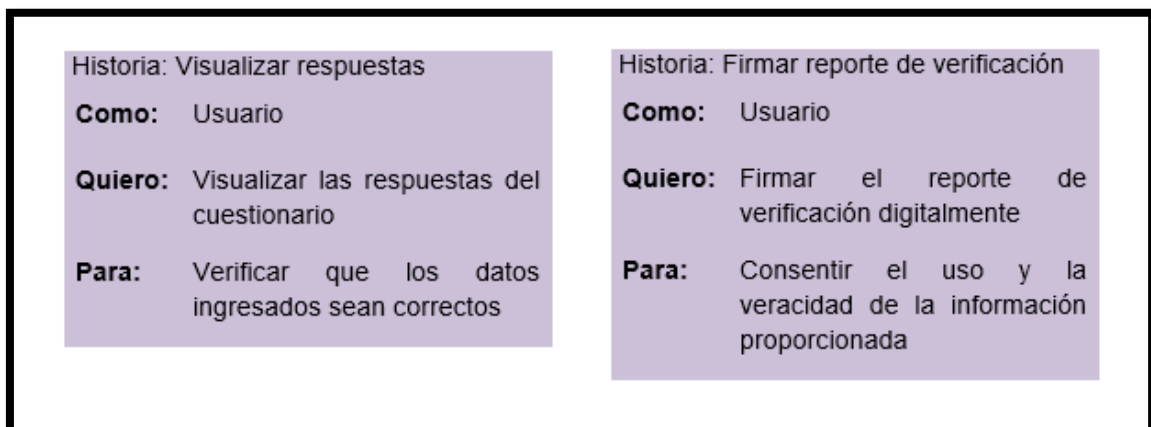 Historia: Visualizar respuestas
Como: Usuario
Quiero: Visualizar las respuestas del
cuestionario
Para: Verificar que los datos
ingresados sean correctos
Historia: Firmar reporte de verificación
Como: Usuario
Quiero: Firmar el reporte de
verificación digitalmente
Para: Consentir el uso y la
veracidad de la información
proporcionada